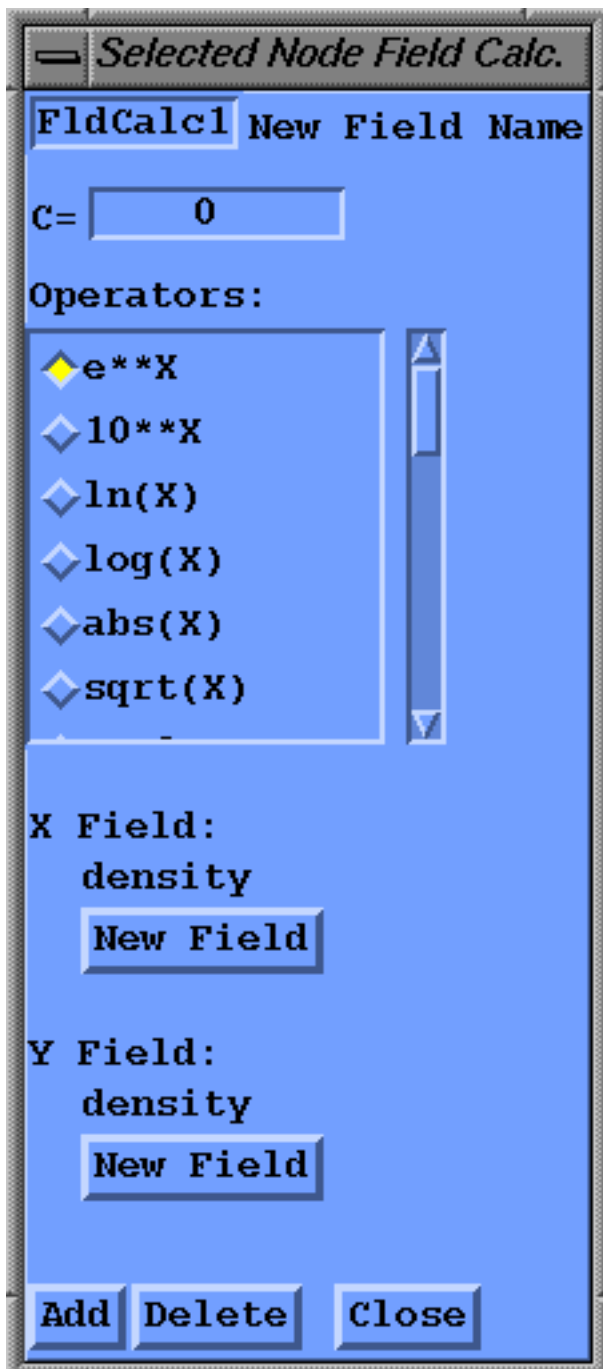 Selected Node Field Calc.
FldCalc1 New Field Name
C= 0
Operators:
e**X
10**X
ln(X)
log(X)
abs(X)
sqrt(X)
X Field:
density
New Field
Y Field:
density
New Field
Add Delete Close